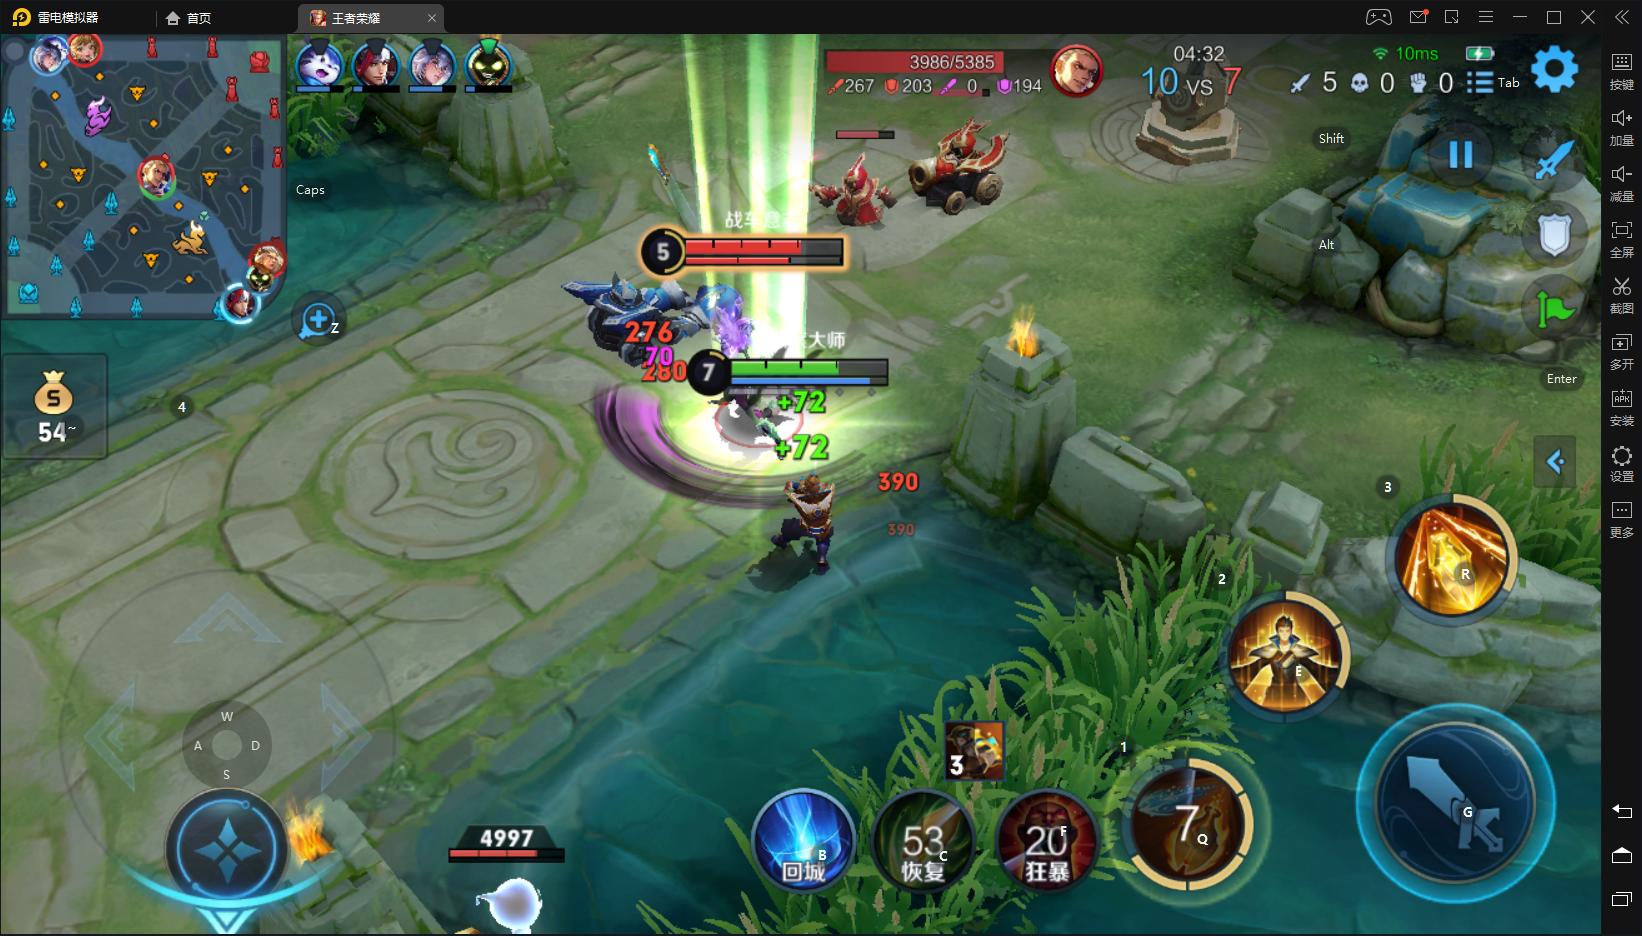 雷电模拟器
首页
王者荣耀
3986/5385
267 203 0 194
04:32
10 VS 7
10ms
5 0 0
Tab
按键
加量
减量
全屏
截图
多开
安装
设置
更多
APK
Shift
Caps
Alt
Z
Enter
5
276
70
280
7
大师
+72
+72
390
390
S
54~
4
3
R
2
E
W
A
D
S
1
3
4997
B
回城
53
C
恢复
20
F
狂暴
7
Q
G